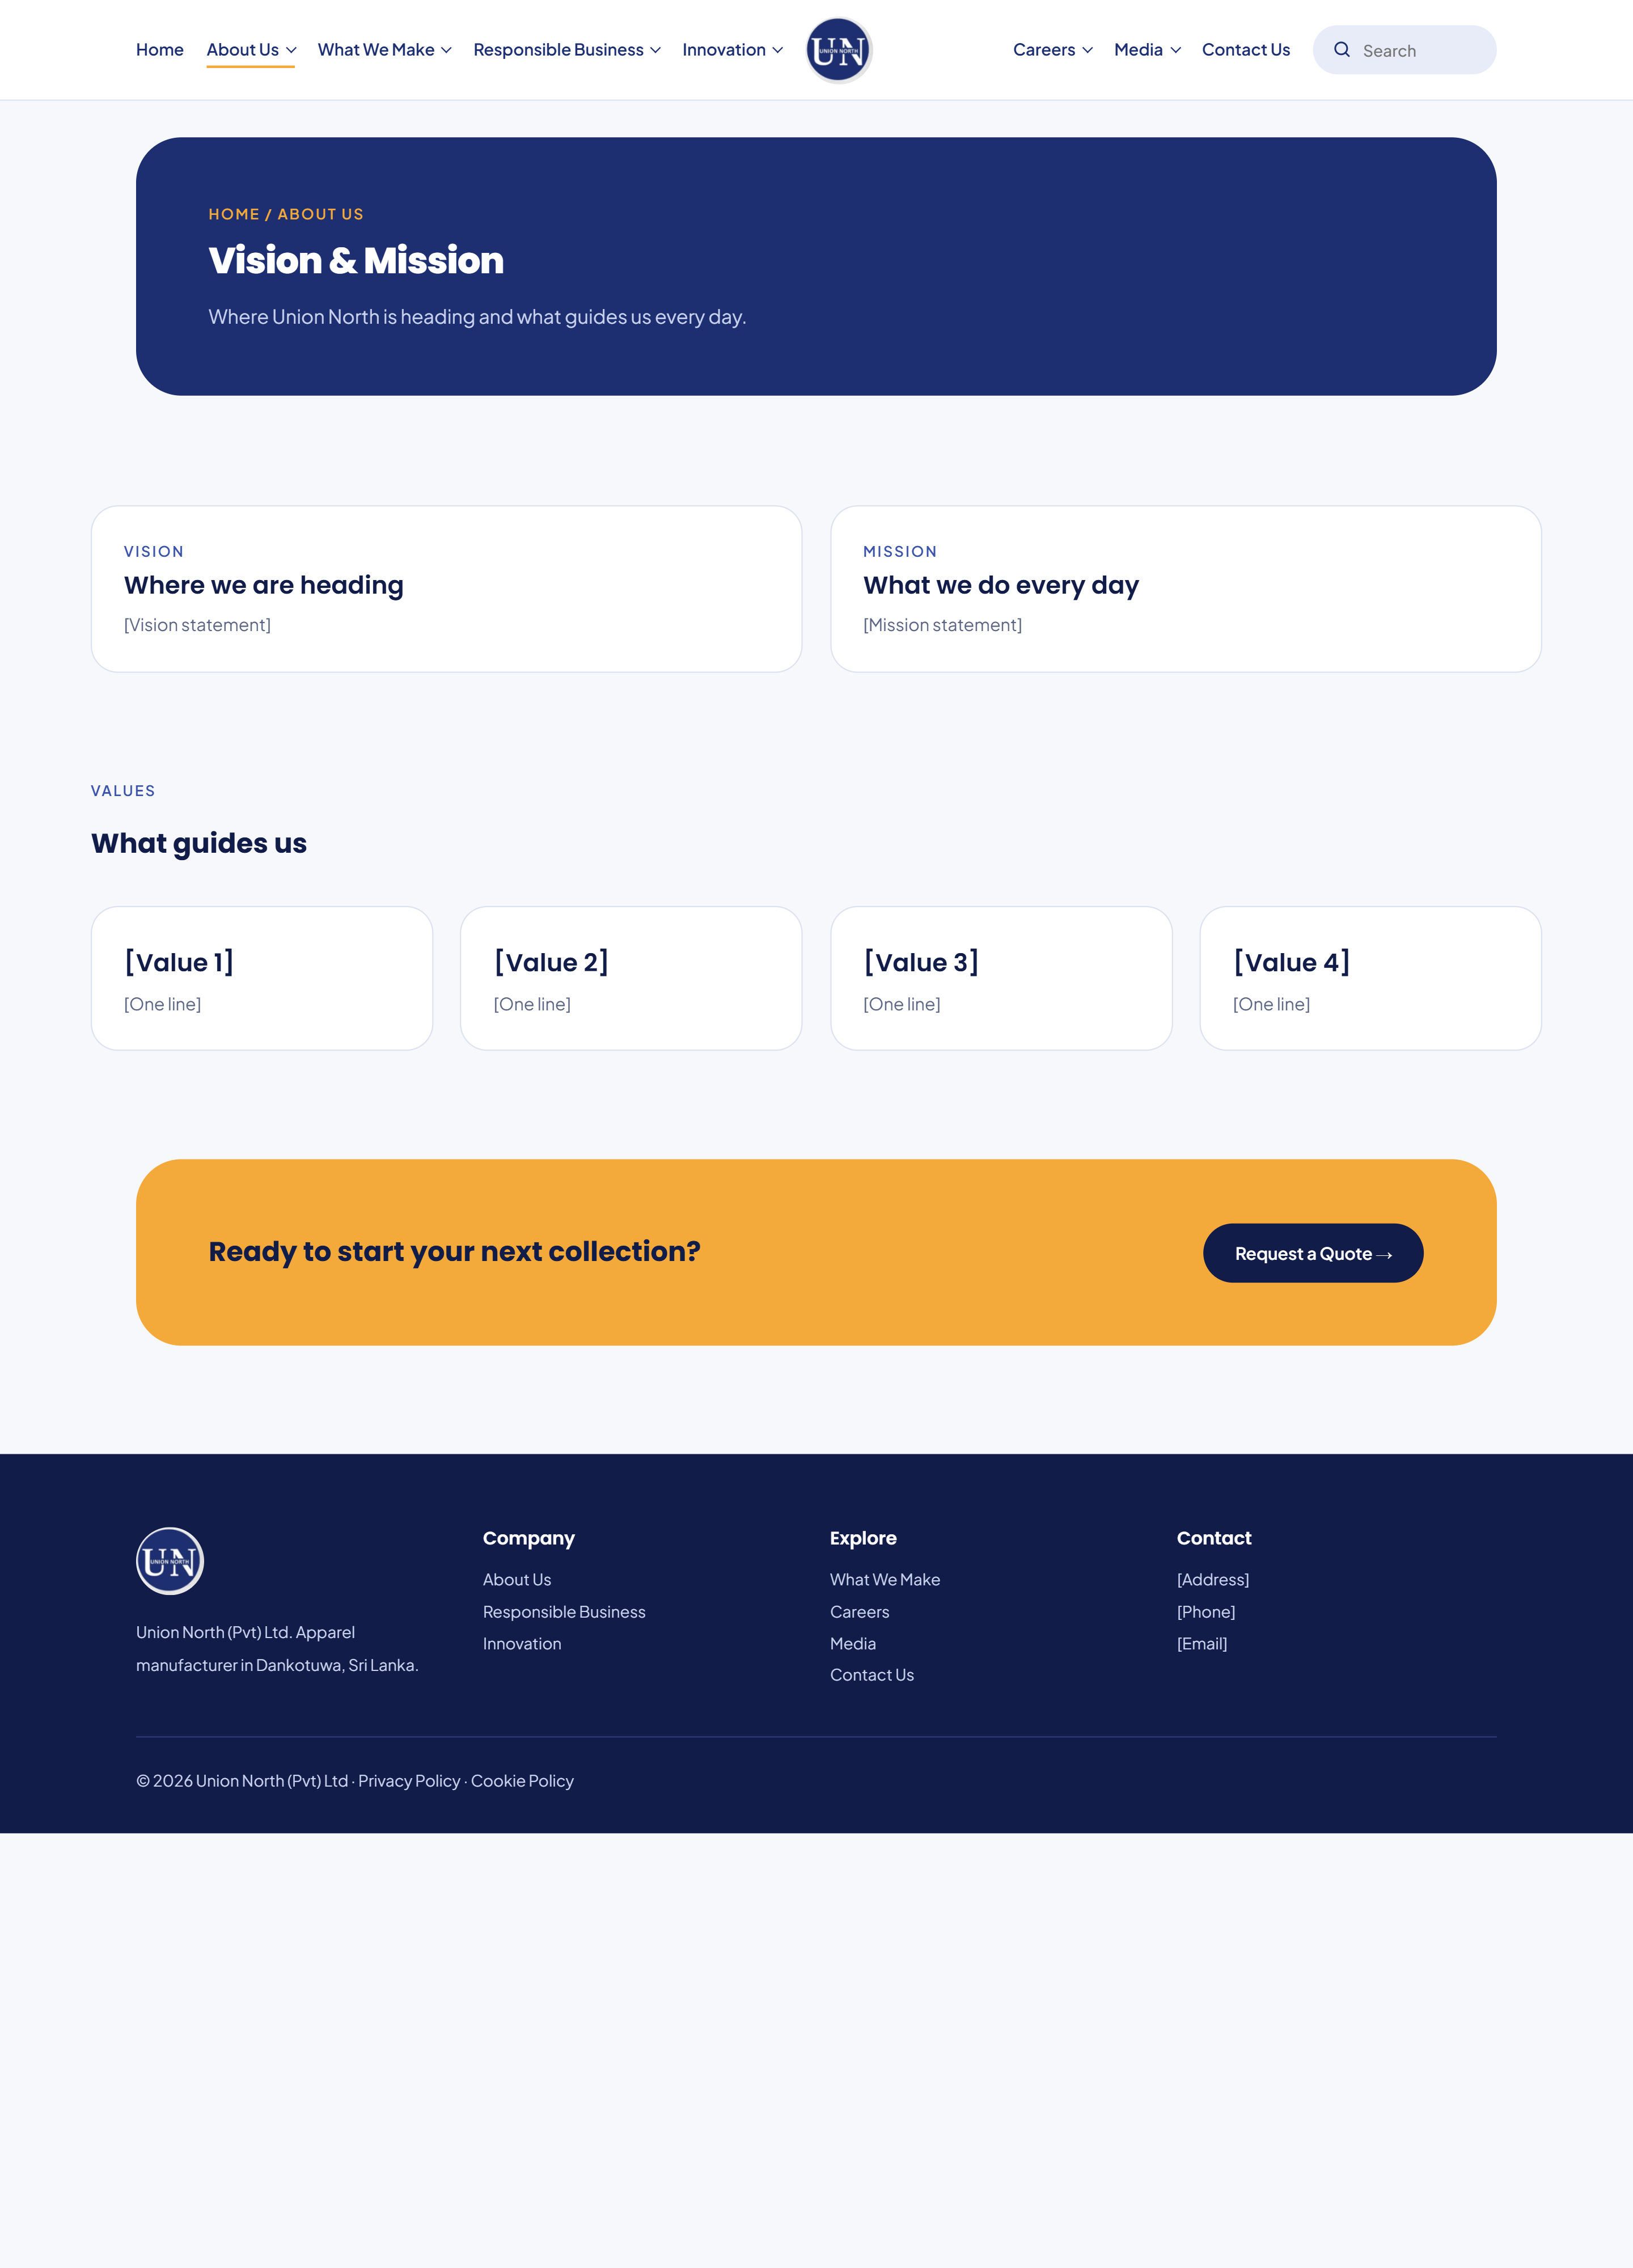 Home
About Us
What We Make
Responsible Business
Innovation
UN
UNION NORTH
Careers
Media
Contact Us
Search
HOME / ABOUT US
Vision & Mission
Where Union North is heading and what guides us every day.
VISION
Where we are heading
[Vision statement]
MISSION
What we do every day
[Mission statement]
VALUES
What guides us
[Value 1]
[One line]
[Value 2]
[One line]
[Value 3]
[One line]
[Value 4]
[One line]
Ready to start your next collection?
Request a Quote →
UN
UNION NORTH
Union North (Pvt) Ltd. Apparel
manufacturer in Dankotuwa, Sri Lanka.
Company
About Us
Responsible Business
Innovation
Explore
What We Make
Careers
Media
Contact Us
Contact
[Address]
[Phone]
[Email]
© 2026 Union North (Pvt) Ltd · Privacy Policy · Cookie Policy